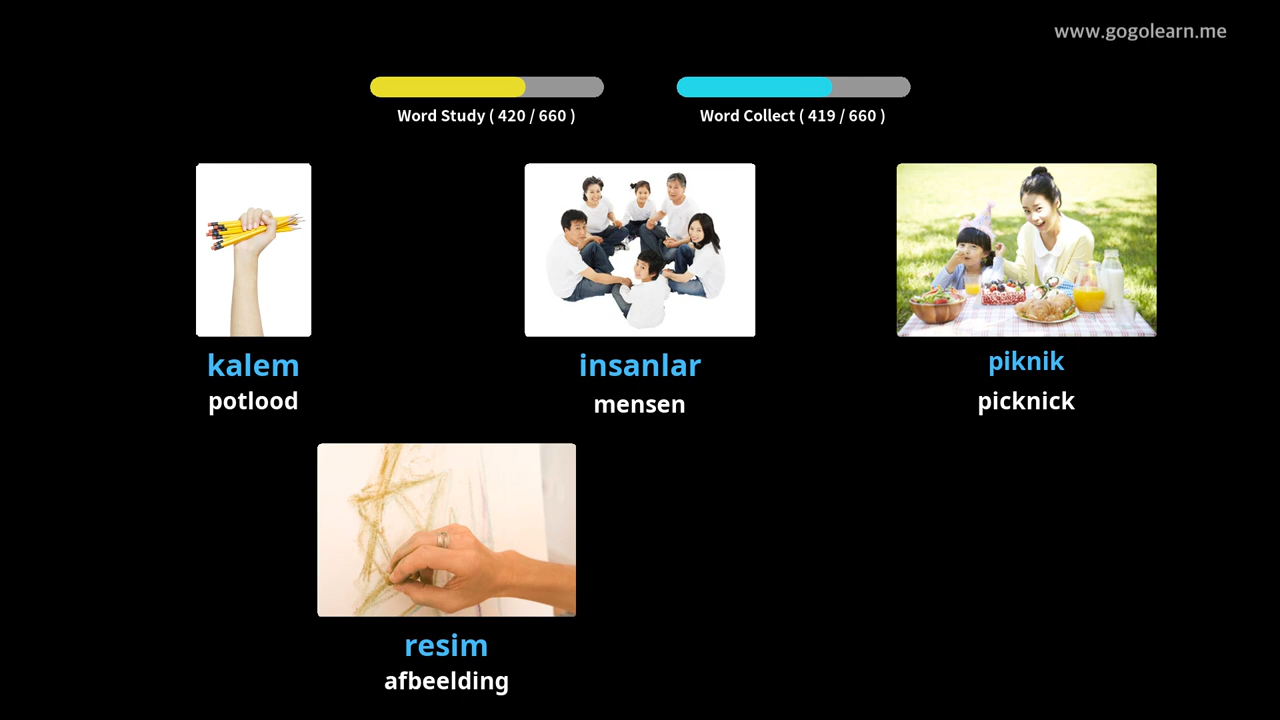 www.gogolearn.me
Word Study ( 420 / 660 )
Word Collect ( 419 / 660 )
kalem
potlood
insanlar
mensen
piknik
picknick
resim
afbeelding